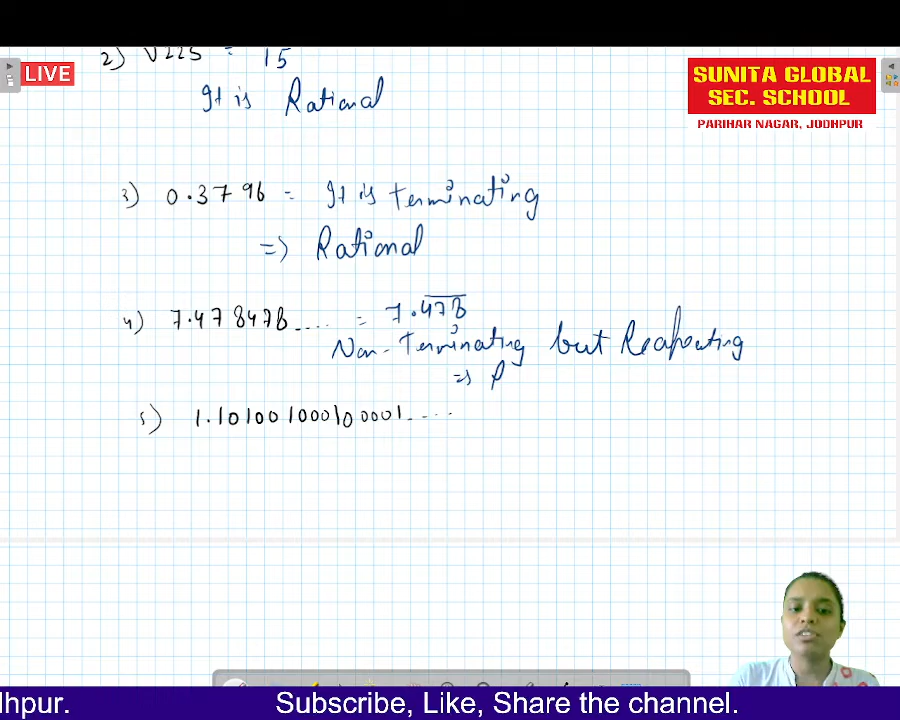 2) √225 = 15
LIVE
It is Rational
SUNITA GLOBAL
SEC. SCHOOL
PARIHAR NAGAR, JODHPUR
3) 0.3796 = It is terminating
=> Rational
4) 7.478478.... = 7.\overline{478}
Non-Terminating but Reapeating
=> R
5) 1.101001000100001....
dhpur. Subscribe, Like, Share the channel.